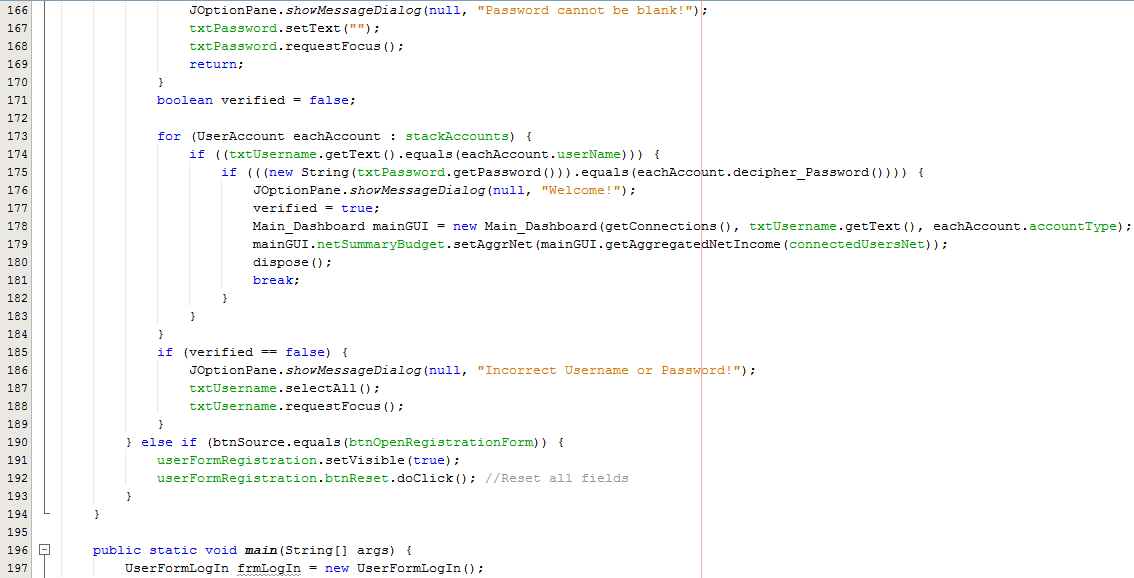 166 JOptionPane.showMessageDialog(null, "Password cannot be blank!");
167 txtPassword.setText("");
168 txtPassword.requestFocus();
169 return;
170 }
171 boolean verified = false;
172
173 for (UserAccount eachAccount : stackAccounts) {
174 if ((txtUsername.getText().equals(eachAccount.userName))) {
175 if (((new String(txtPassword.getPassword())).equals(eachAccount.decipher_Password()))) {
176 JOptionPane.showMessageDialog(null, "Welcome!");
177 verified = true;
178 Main_Dashboard mainGUI = new Main_Dashboard(getConnections(), txtUsername.getText(), eachAccount.accountType);
179 mainGUI.netSummaryBudget.setAggrNet(mainGUI.getAggregatedNetIncome(connectedUsersNet));
180 dispose();
181 break;
182 }
183 }
184 }
185 if (verified == false) {
186 JOptionPane.showMessageDialog(null, "Incorrect Username or Password!");
187 txtUsername.selectAll();
188 txtUsername.requestFocus();
189 }
190 } else if (btnSource.equals(btnOpenRegistrationForm)) {
191 userFormRegistration.setVisible(true);
192 userFormRegistration.btnReset.doClick(); //Reset all fields
193 }
194 }
195
196 public static void main(String[] args) {
197 UserFormLogIn frmLogIn = new UserFormLogIn();